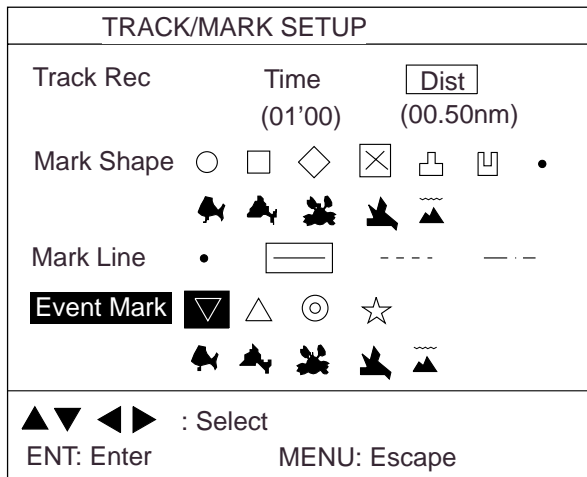 TRACK/MARK SETUP
Track Rec Time Dist
(01'00) (00.50nm)
Mark Shape
Mark Line
Event Mark
: Select
ENT: Enter MENU: Escape